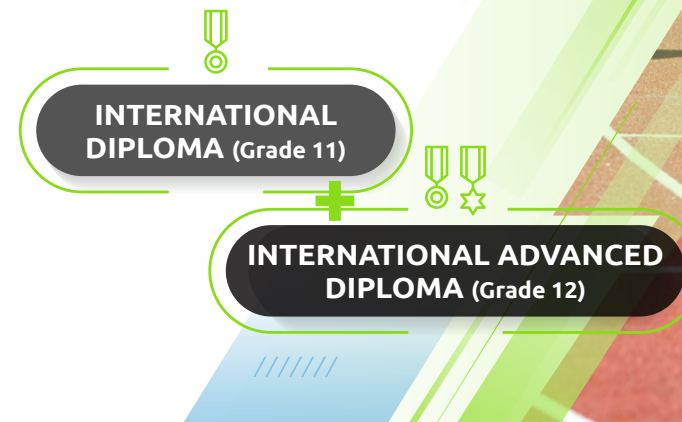 INTERNATIONAL
DIPLOMA (Grade 11)
INTERNATIONAL ADVANCED
DIPLOMA (Grade 12)